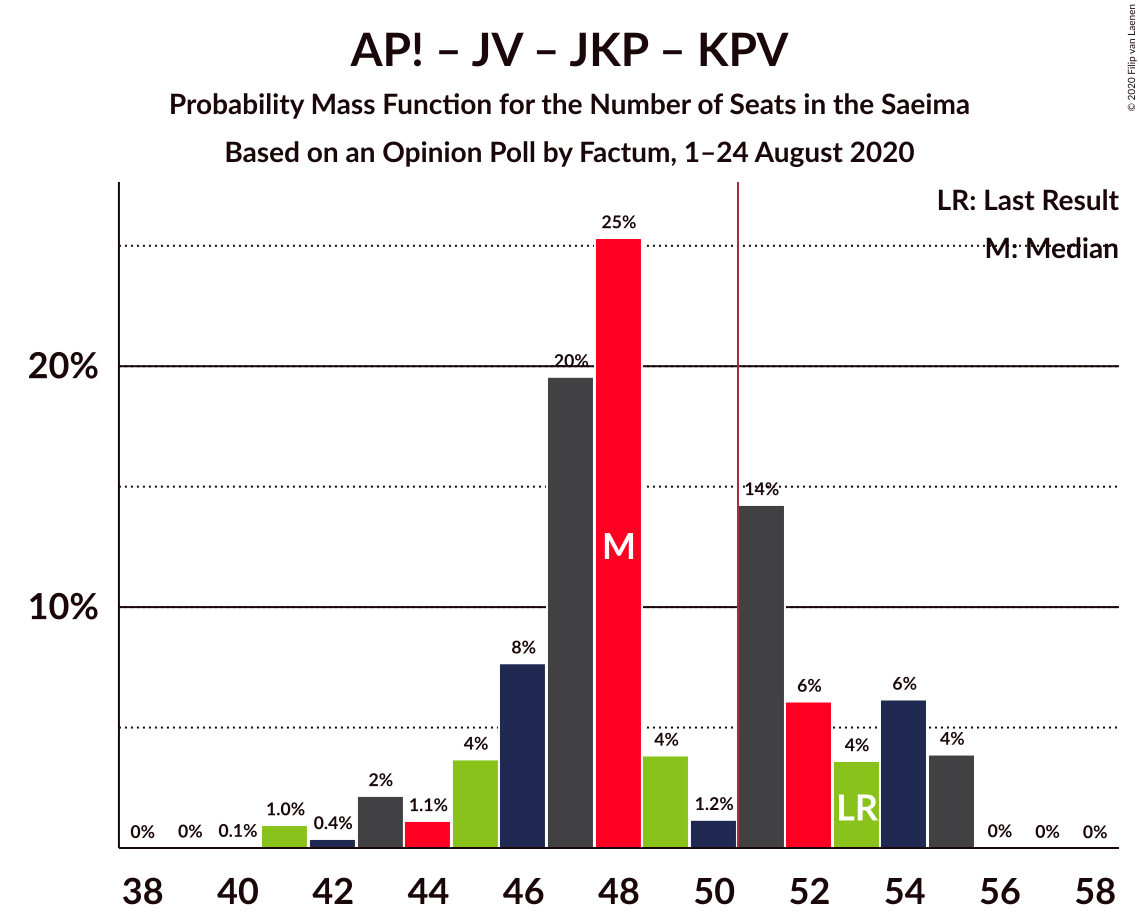 AP! – JV – JKP – KPV
Probability Mass Function for the Number of Seats in the Saeima
Based on an Opinion Poll by Factum, 1–24 August 2020
© 2020 Filip van Laenen
LR: Last Result
M: Median
20%
10%
0%
0%
0.1%
1.0%
0.4%
2%
1.1%
4%
8%
20%
25%
4%
1.2%
14%
6%
4%
6%
4%
0%
0%
0%
M
LR
38 40 42 44 46 48 50 52 54 56 58